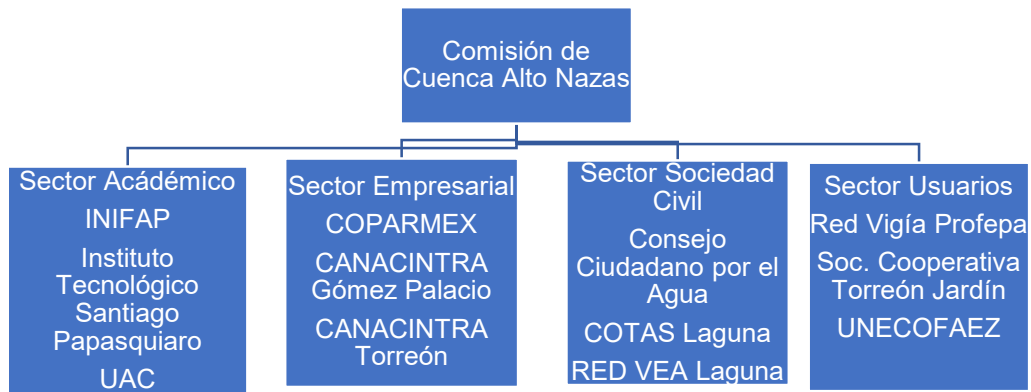 Comisión de
Cuenca Alto Nazas
Sector Acádémico
INIFAP
Instituto
Tecnológico
Santiago
Papasquiaro
UAC
Sector Empresarial
COPARMEX
CANACINTRA
Gómez Palacio
CANACINTRA
Torreón
Sector Sociedad
Civil
Consejo
Ciudadano por el
Agua
COTAS Laguna
RED VEA Laguna
Sector Usuarios
Red Vigía Profepa
Soc. Cooperativa
Torreón Jardín
UNECOFAEZ